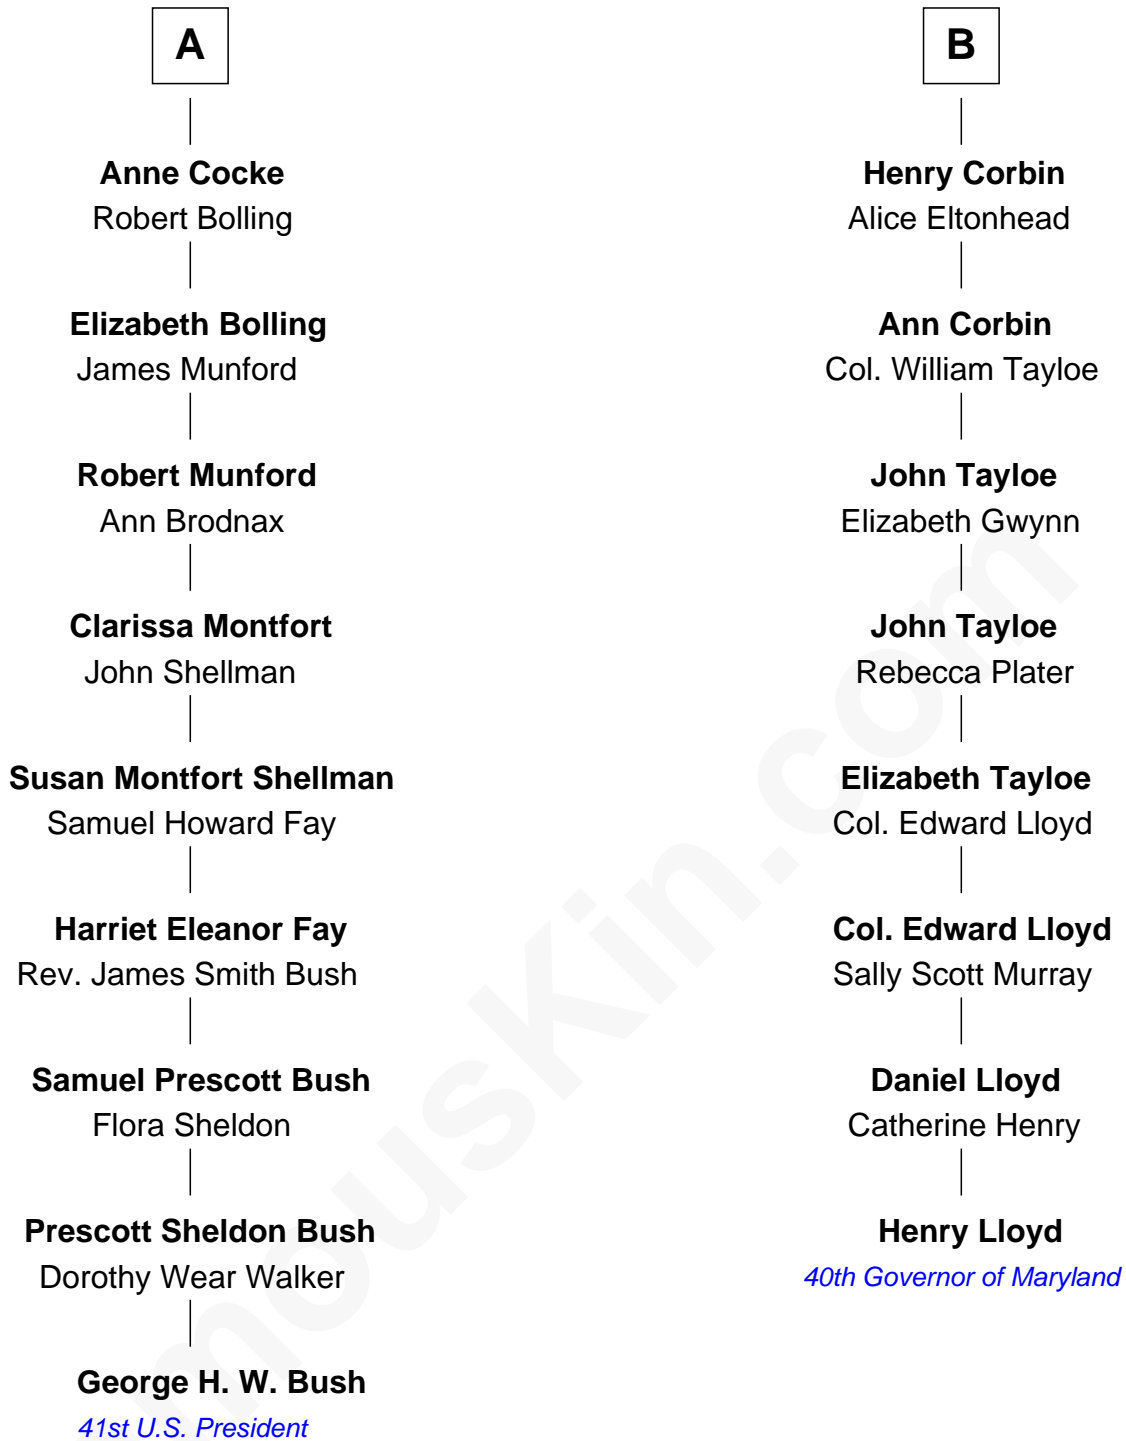 A
Anne Cocke
Robert Bolling
Elizabeth Bolling
James Munford
Robert Munford
Ann Brodnax
Clarissa Montfort
John Shellman
Susan Montfort Shellman
Samuel Howard Fay
Harriet Eleanor Fay
Rev. James Smith Bush
Samuel Prescott Bush
Flora Sheldon
Prescott Sheldon Bush
Dorothy Wear Walker
George H. W. Bush
41st U.S. President
B
Henry Corbin
Alice Eltonhead
Ann Corbin
Col. William Tayloe
John Tayloe
Elizabeth Gwynn
John Tayloe
Rebecca Plater
Elizabeth Tayloe
Col. Edward Lloyd
Col. Edward Lloyd
Sally Scott Murray
Daniel Lloyd
Catherine Henry
Henry Lloyd
40th Governor of Maryland
mousKin.com